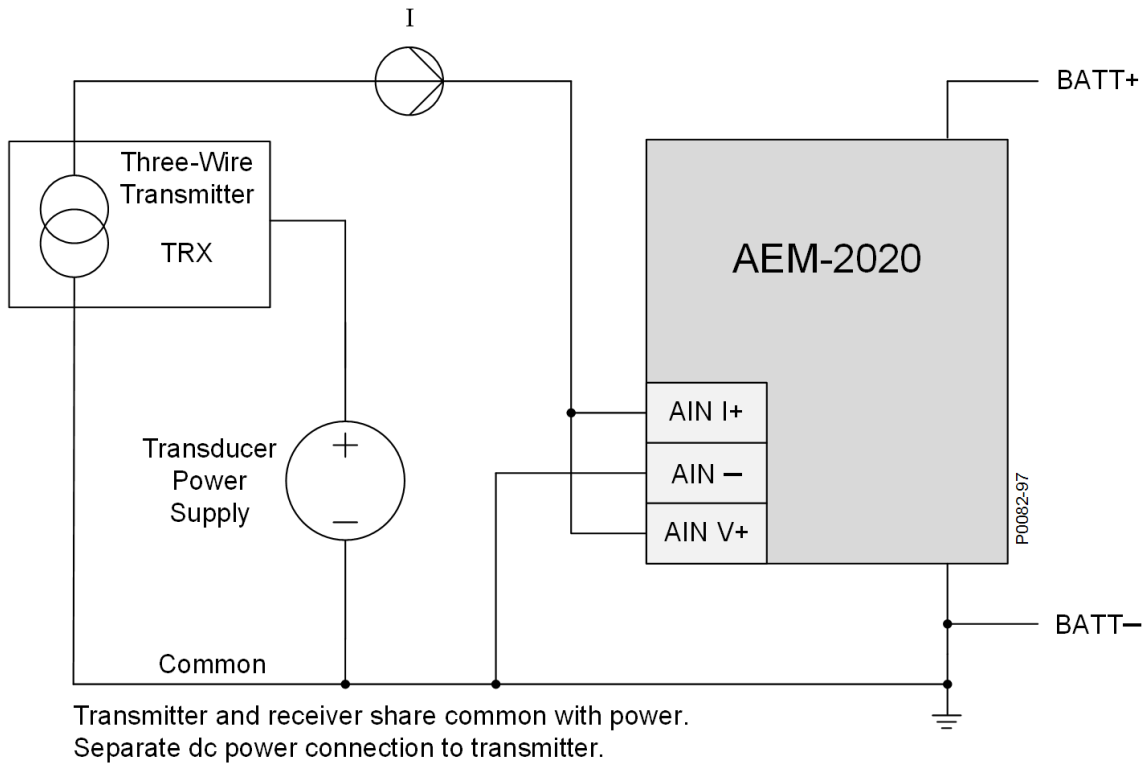 I
BATT+
Three-Wire
Transmitter
TRX
AEM-2020
AIN I+
AIN –
AIN V+
Transducer
Power
Supply
+
–
P0082-97
BATT–
Common
Transmitter and receiver share common with power.
Separate dc power connection to transmitter.